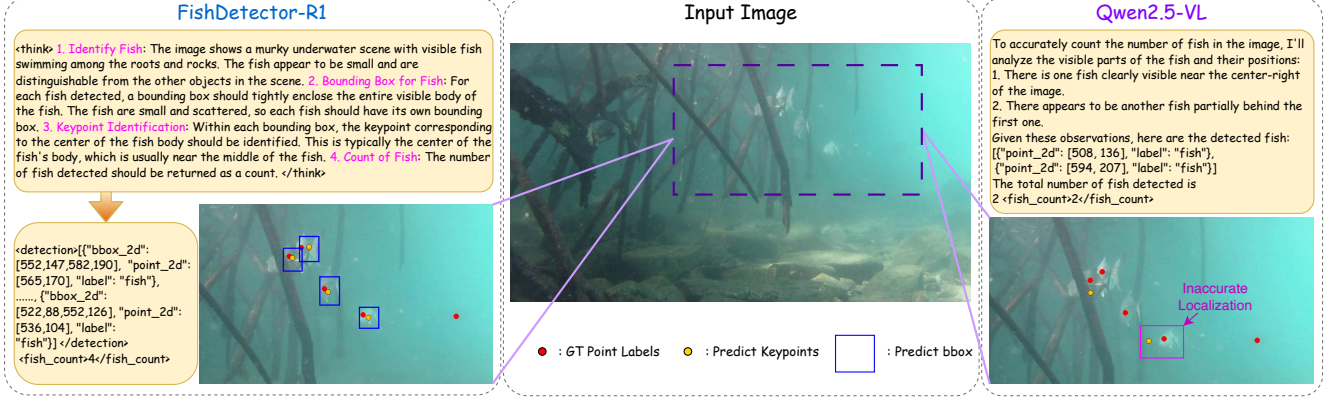 FishDetector-R1
<think> 1. Identify Fish: The image shows a murky underwater scene with visible fish
swimming among the roots and rocks. The fish appear to be small and are
distinguishable from the other objects in the scene. 2. Bounding Box for Fish: For
each fish detected, a bounding box should tightly enclose the entire visible body of
the fish. The fish are small and scattered, so each fish should have its own bounding
box. 3. Keypoint Identification: Within each bounding box, the keypoint corresponding
to the center of the fish body should be identified. This is typically the center of the
fish's body, which is usually near the middle of the fish. 4. Count of Fish: The number
of fish detected should be returned as a count. </think>
<detection>[{"bbox_2d":
[552,147,582,190], "point_2d":
[565,170], "label": "fish"},
......, {"bbox_2d":
[522,88,552,126], "point_2d":
[536,104], "label":
"fish"}] </detection>
<fish_count>4</fish_count>
Input Image
: GT Point Labels
: Predict Keypoints
: Predict bbox
Qwen2.5-VL
To accurately count the number of fish in the image, I'll
analyze the visible parts of the fish and their positions:
1. There is one fish clearly visible near the center-right
of the image.
2. There appears to be another fish partially behind the
first one.
Given these observations, here are the detected fish:
[{"point_2d": [508, 136], "label": "fish"},
{"point_2d": [594, 207], "label": "fish"}]
The total number of fish detected is
2 <fish_count>2</fish_count>
Inaccurate
Localization